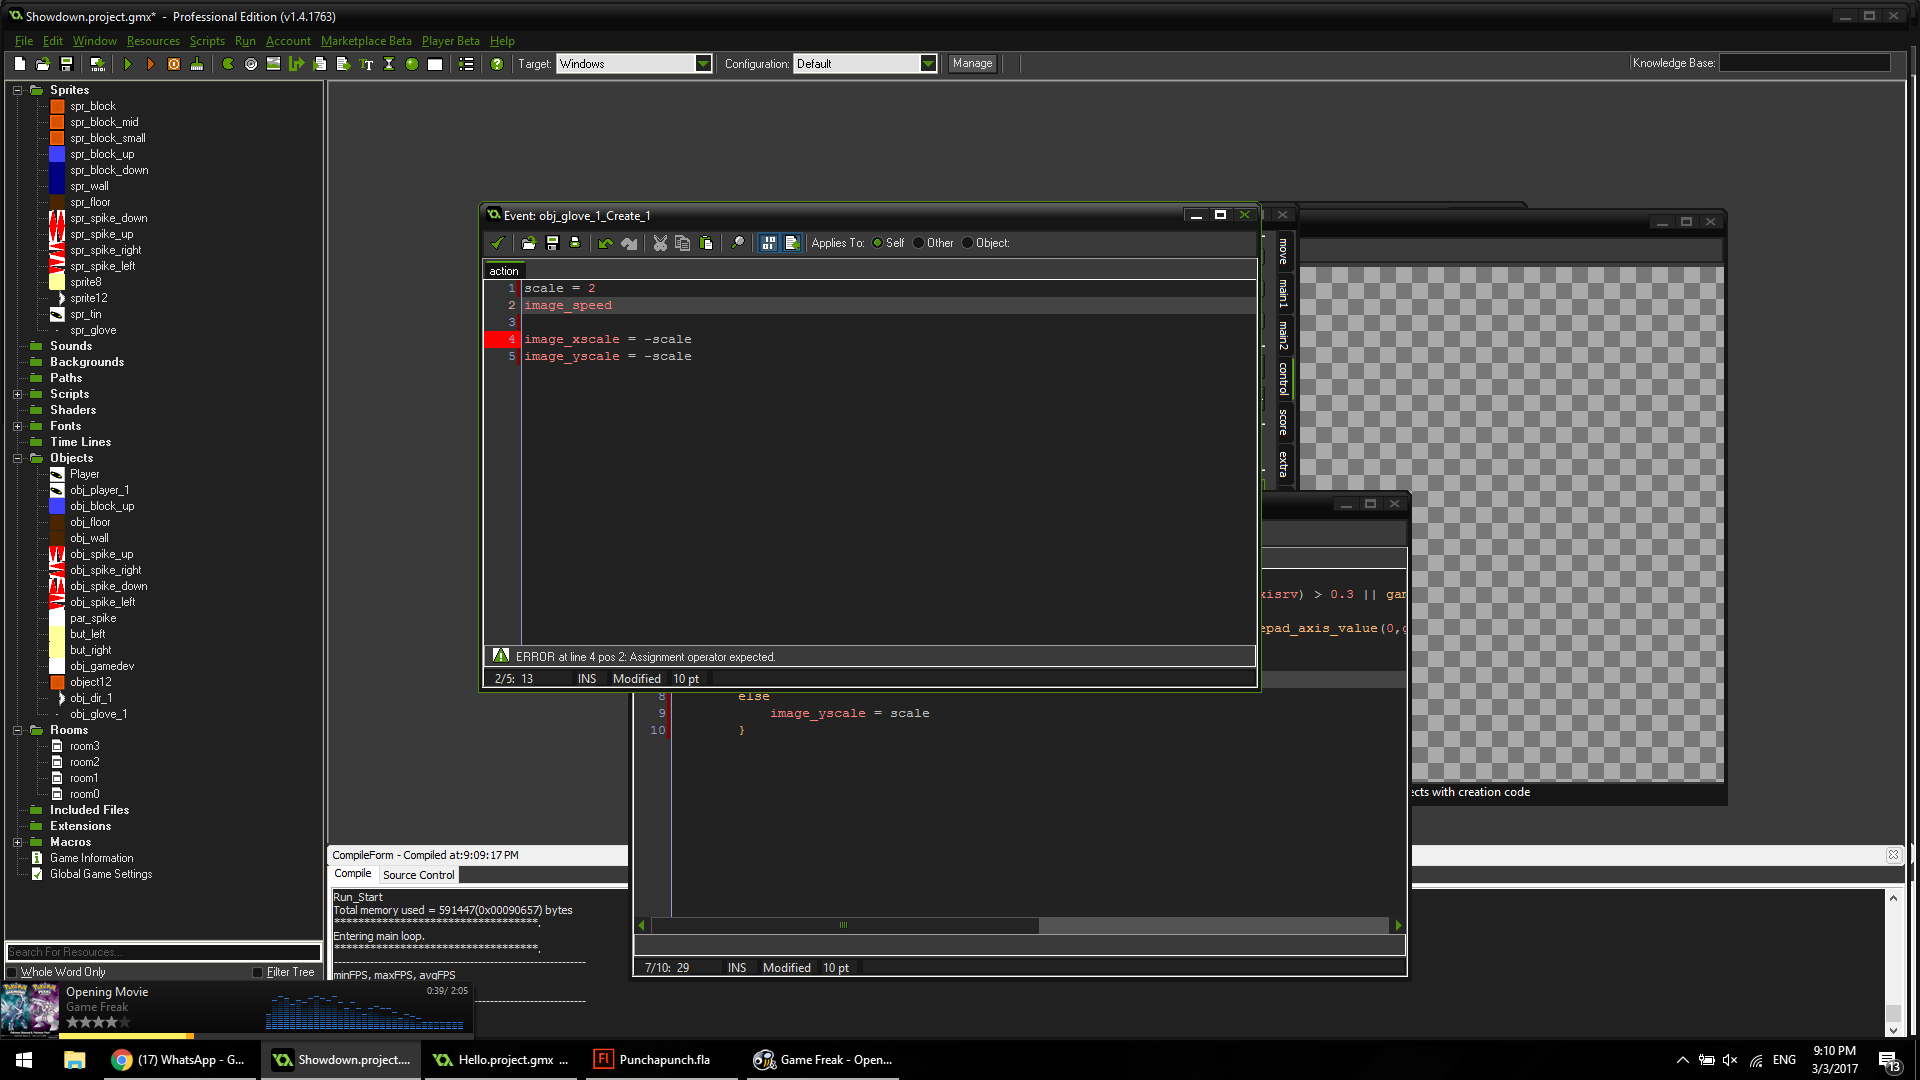 Showdown.project.gmx* - Professional Edition (v1.4.1763)
File Edit Window Resources Scripts Run Account Marketplace Beta Player Beta Help
Target: Windows Configuration: Default Manage Knowledge Base:
Sprites
spr_block
spr_block_mid
spr_block_small
spr_block_up
spr_block_down
spr_wall
spr_floor
spr_spike_down
spr_spike_up
spr_spike_right
spr_spike_left
sprite8
sprite12
spr_tin
spr_glove
Sounds
Backgrounds
Paths
Scripts
Shaders
Fonts
Time Lines
Objects
Player
obj_player_1
obj_block_up
obj_floor
obj_wall
obj_spike_up
obj_spike_right
obj_spike_down
obj_spike_left
par_spike
but_left
but_right
obj_gamedev
object12
obj_dir_1
obj_glove_1
Rooms
room3
room2
room1
room0
Included Files
Extensions
Macros
Game Information
Global Game Settings
Search For Resources...
Whole Word Only Filter Tree
Event: obj_glove_1_Create_1
Applies To: Self Other Object:
action
1 scale = 2
2 image_speed
3
4 image_xscale = -scale
5 image_yscale = -scale
ERROR at line 4 pos 2: Assignment operator expected.
2/5: 13 INS Modified 10 pt
move
main1
main2
control
score
extra
xisrv) > 0.3 || gam
epad_axis_value(0,g
8 else
9 image_yscale = scale
10 }
7/10: 29 INS Modified 10 pt
ects with creation code
CompileForm - Compiled at:9:09:17 PM
Compile Source Control
Run_Start
Total memory used = 591447(0x00090657) bytes
***********************************.
Entering main loop.
***********************************.
minFPS, maxFPS, avgFPS
Opening Movie 0:39/ 2:05
Game Freak
(17) WhatsApp - G... Showdown.project.... Hello.project.gmx ... Punchapunch.fla Game Freak - Open...
ENG
9:10 PM
3/3/2017
13